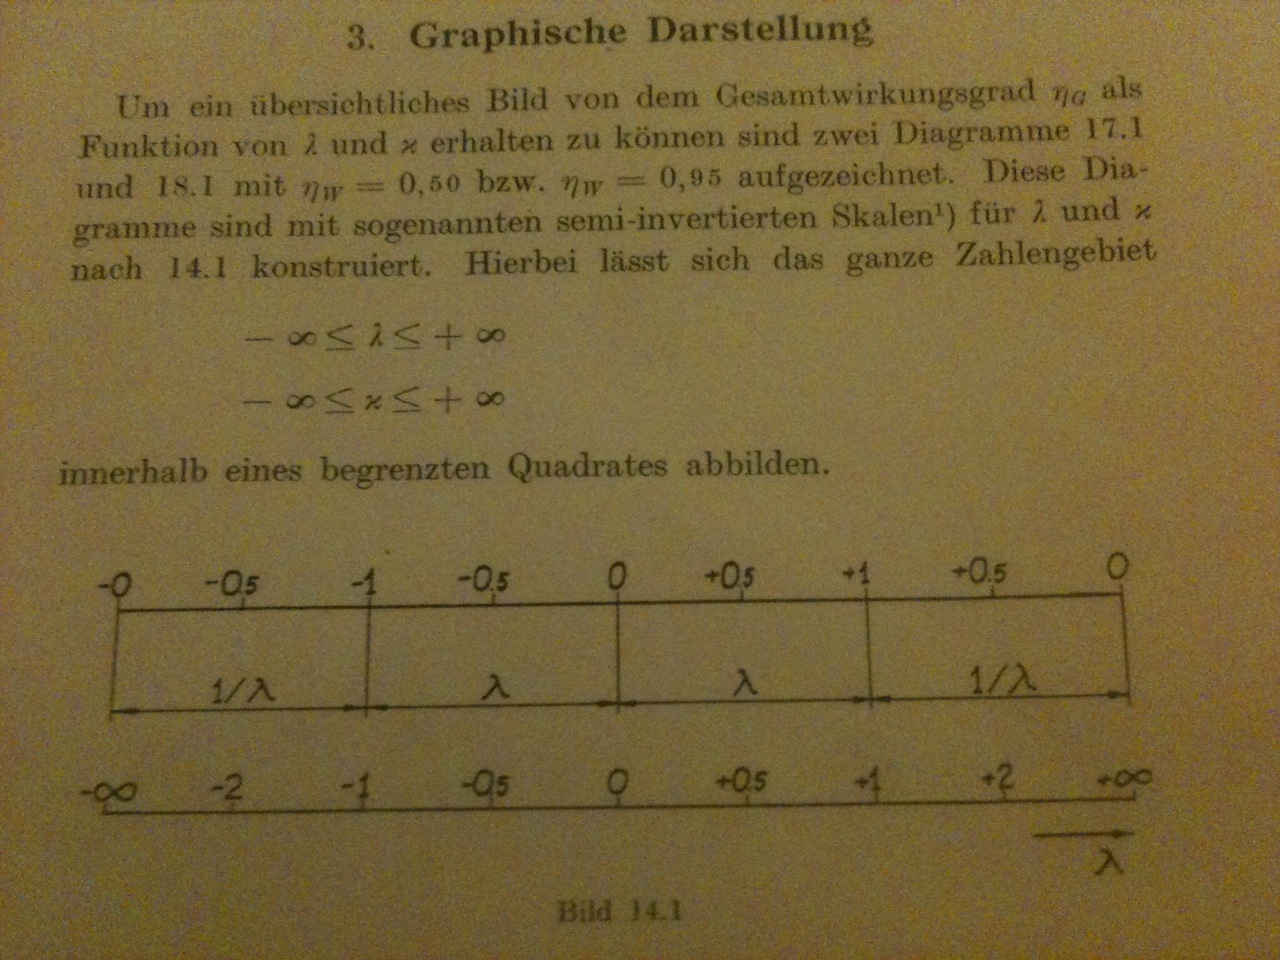 3. Graphische Darstellung
Um ein übersichtliches Bild von dem Gesamtwirkungsgrad ηG als
Funktion von λ und ϰ erhalten zu können sind zwei Diagramme 17.1
und 18.1 mit ηW = 0,50 bzw. ηW = 0,95 aufgezeichnet. Diese Dia-
gramme sind mit sogenannten semi-invertierten Skalen¹) für λ und ϰ
nach 14.1 konstruiert. Hierbei lässt sich das ganze Zahlengebiet
— ∞ ≤ λ ≤ + ∞
— ∞ ≤ ϰ ≤ + ∞
innerhalb eines begrenzten Quadrates abbilden.
-0 -0.5 -1 -0.5 0 +0.5 +1 +0.5 0
1/λ λ λ 1/λ
-∞ -2 -1 -0.5 0 +0.5 +1 +2 +∞
λ
Bild 14.1